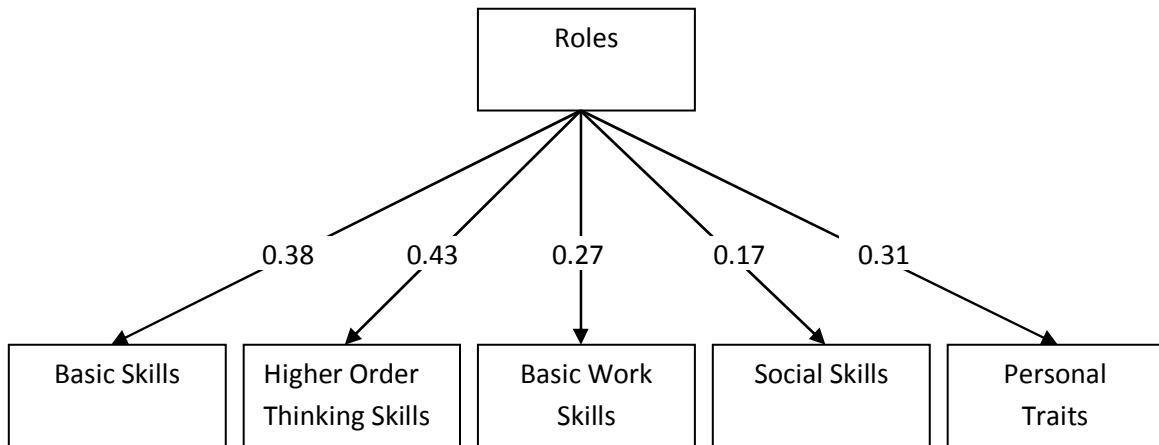 Roles
0.38
0.43
0.27
0.17
0.31
Basic Skills
Higher Order
Thinking Skills
Basic Work
Skills
Social Skills
Personal
Traits